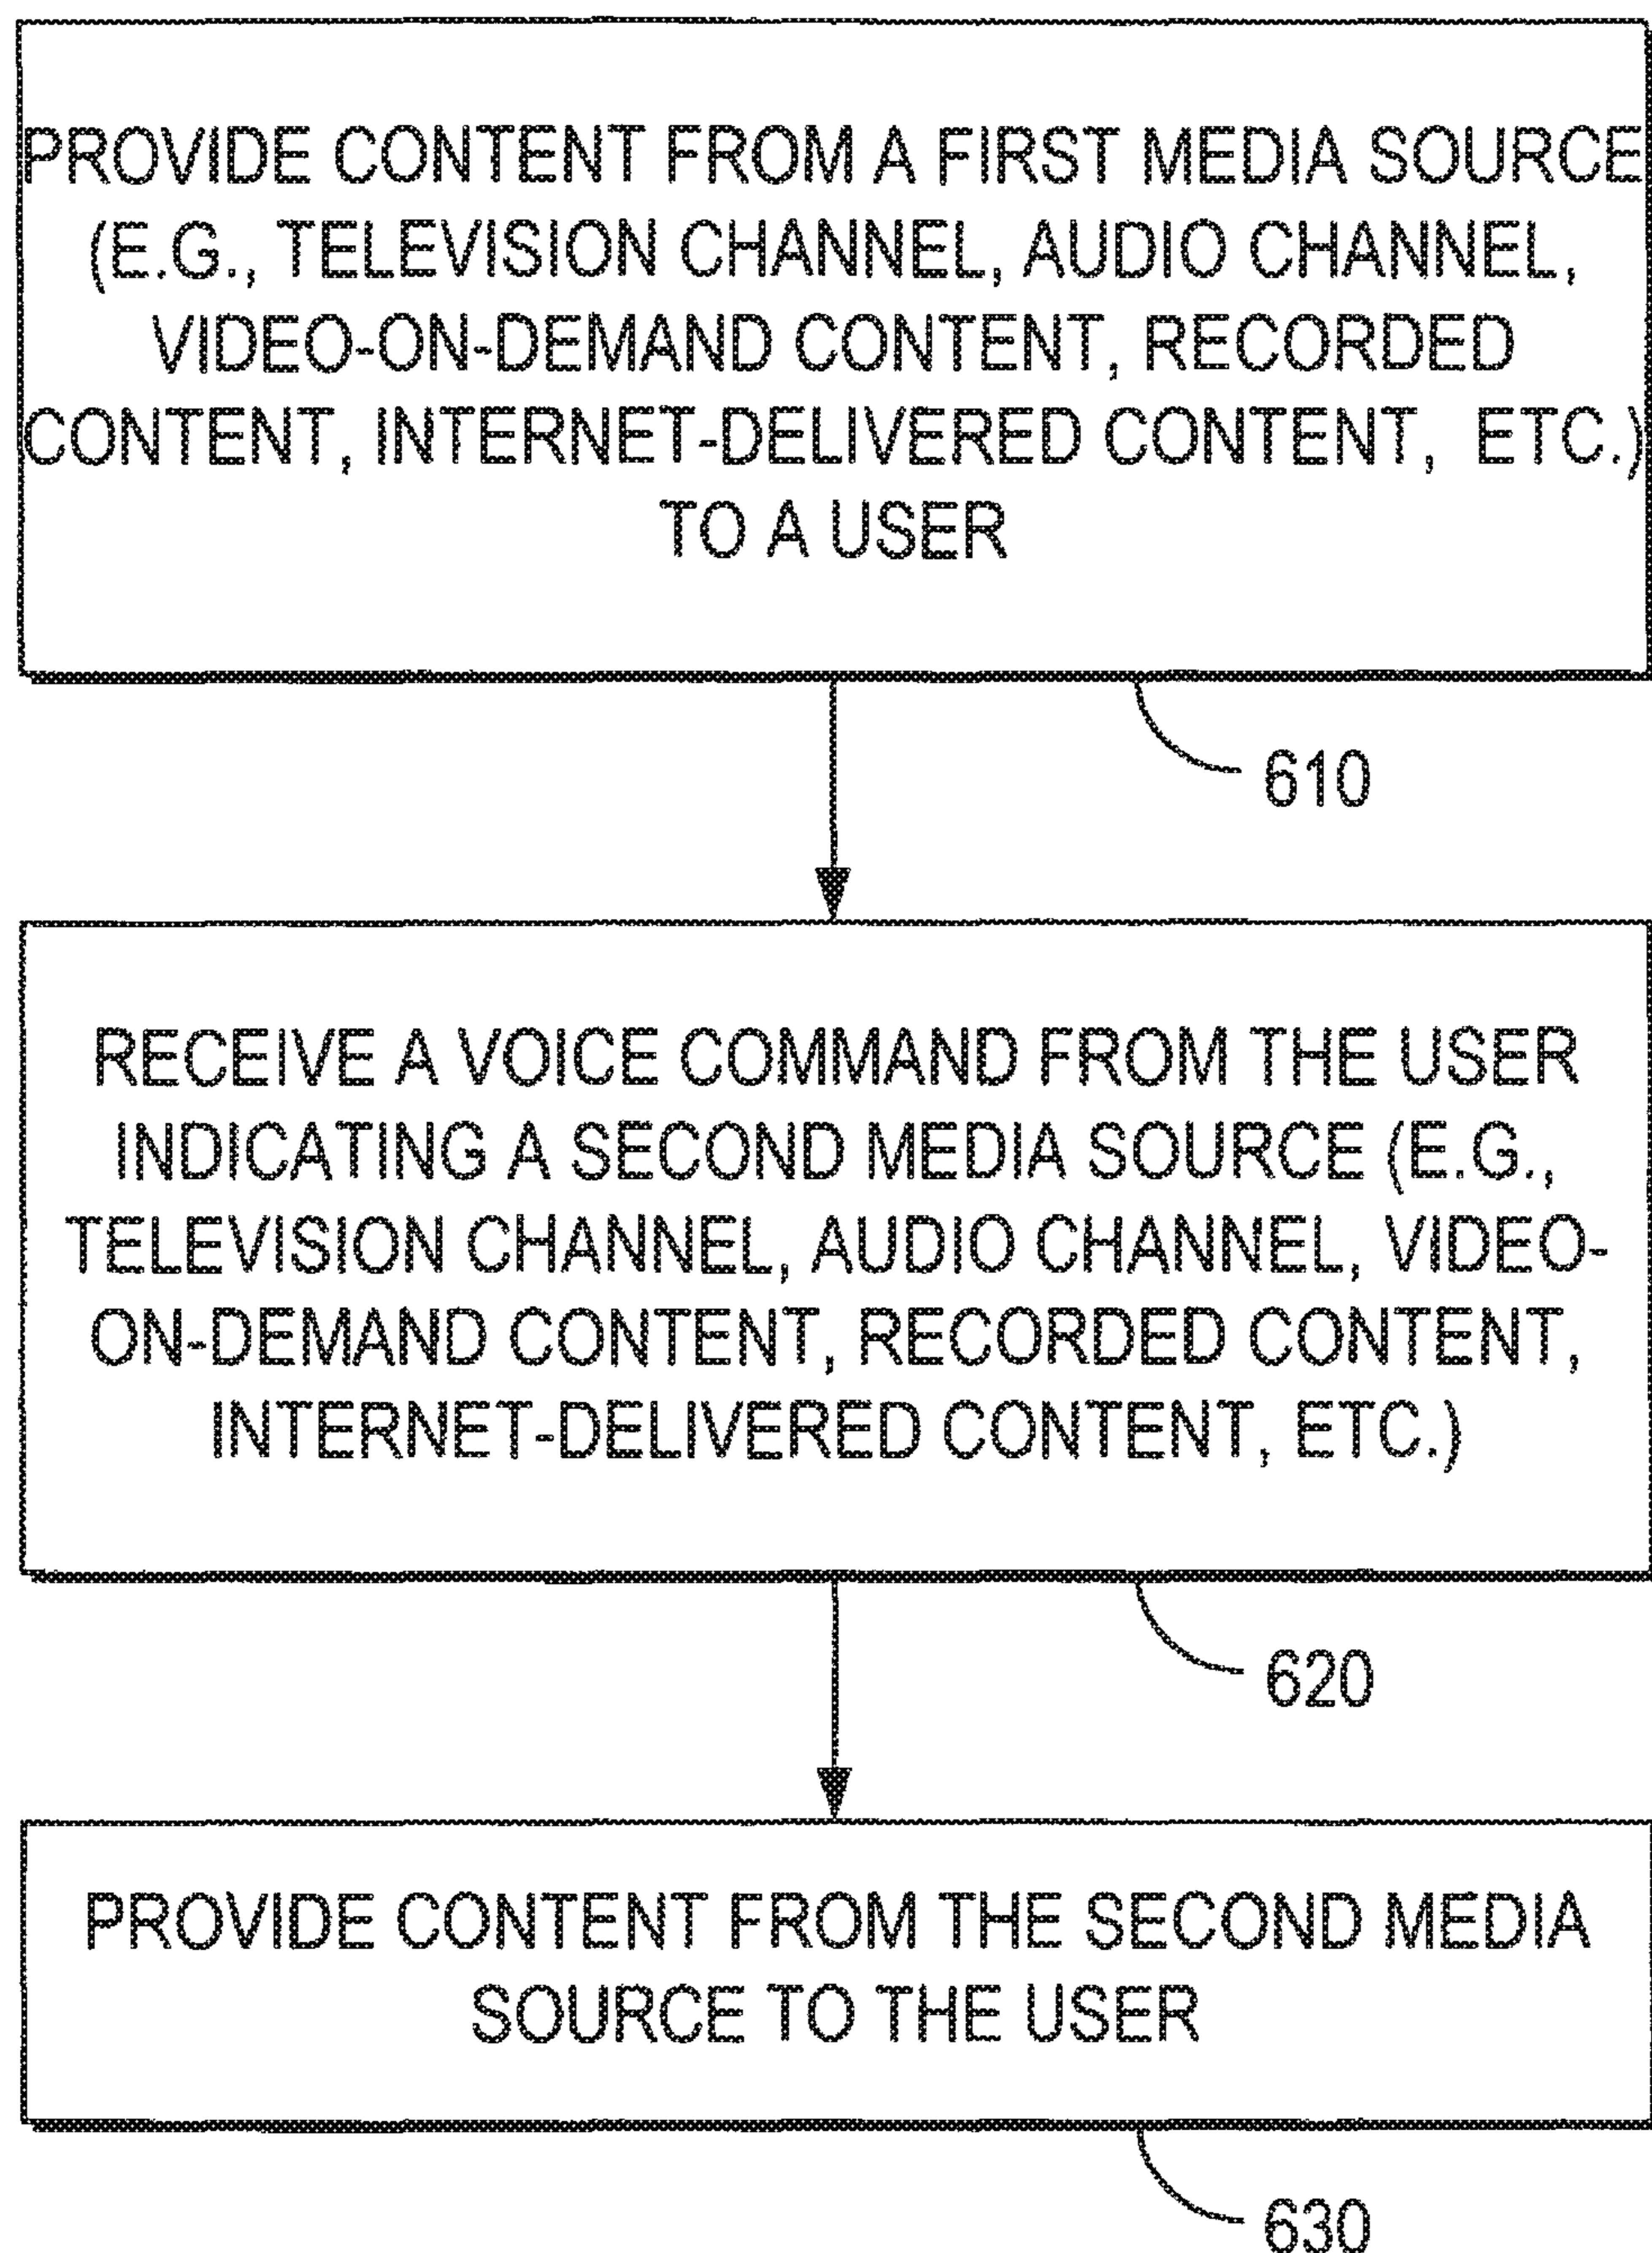 PROVIDE CONTENT FROM A FIRST MEDIA SOURCE
(E.G., TELEVISION CHANNEL, AUDIO CHANNEL,
VIDEO-ON-DEMAND CONTENT, RECORDED
CONTENT, INTERNET-DELIVERED CONTENT, ETC.)
TO A USER
610
RECEIVE A VOICE COMMAND FROM THE USER
INDICATING A SECOND MEDIA SOURCE (E.G.,
TELEVISION CHANNEL, AUDIO CHANNEL, VIDEO-
ON-DEMAND CONTENT, RECORDED CONTENT,
INTERNET-DELIVERED CONTENT, ETC.)
620
PROVIDE CONTENT FROM THE SECOND MEDIA
SOURCE TO THE USER
630